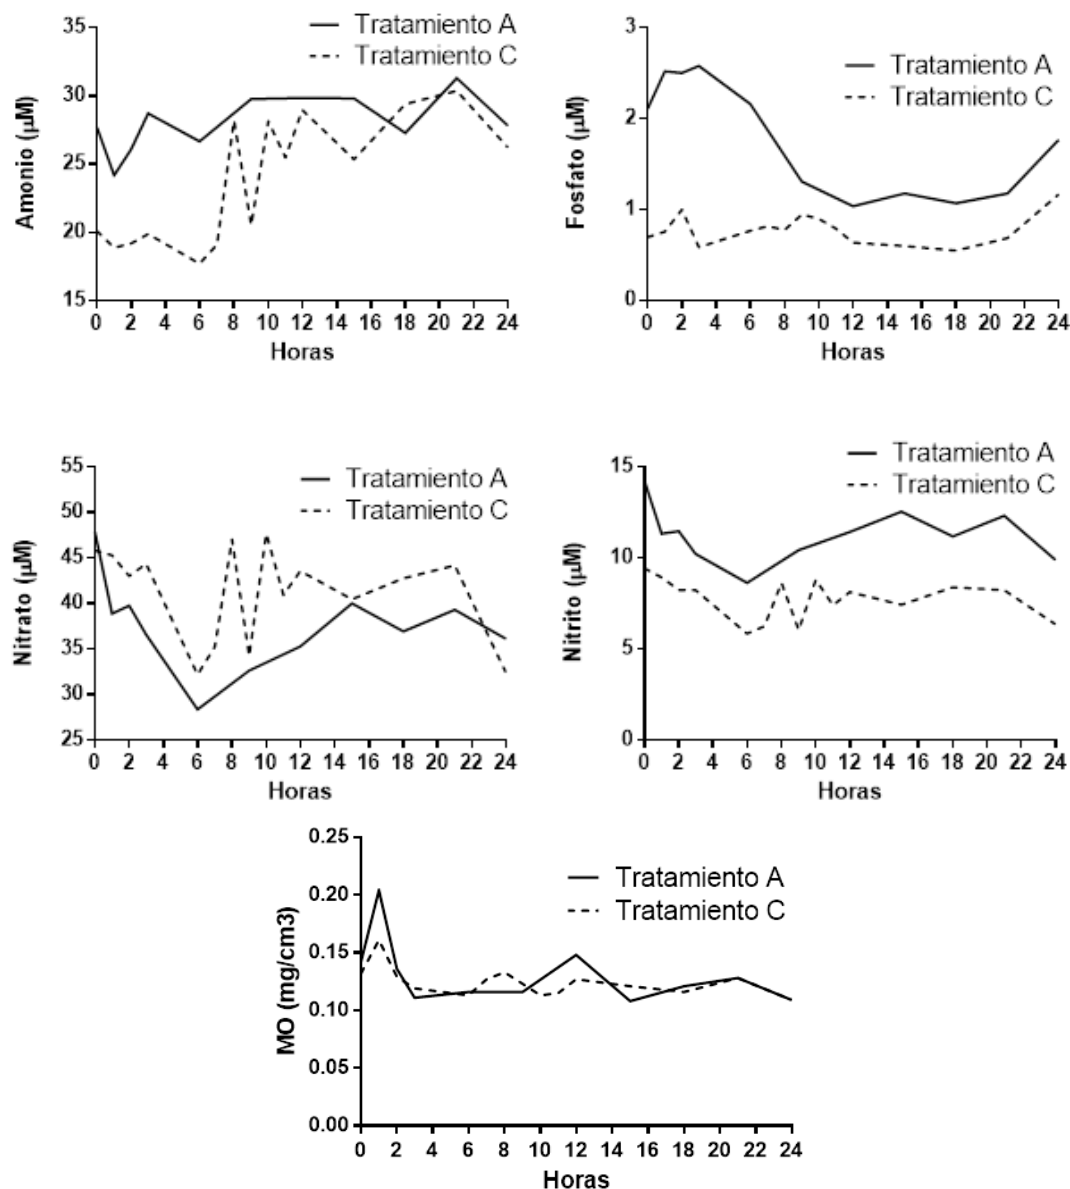 Tratamiento A
Tratamiento C
Amonio (µM)
35
30
25
20
15
0 2 4 6 8 10 12 14 16 18 20 22 24
Horas
Tratamiento A
Tratamiento C
Fosfato (µM)
3
2
1
0
0 2 4 6 8 10 12 14 16 18 20 22 24
Horas
Tratamiento A
Tratamiento C
Nitrato (µM)
55
50
45
40
35
30
25
0 2 4 6 8 10 12 14 16 18 20 22 24
Horas
Tratamiento A
Tratamiento C
Nitrito (µM)
15
10
5
0
0 2 4 6 8 10 12 14 16 18 20 22 24
Horas
Tratamiento A
Tratamiento C
MO (mg/cm3)
0.25
0.20
0.15
0.10
0.05
0.00
0 2 4 6 8 10 12 14 16 18 20 22 24
Horas